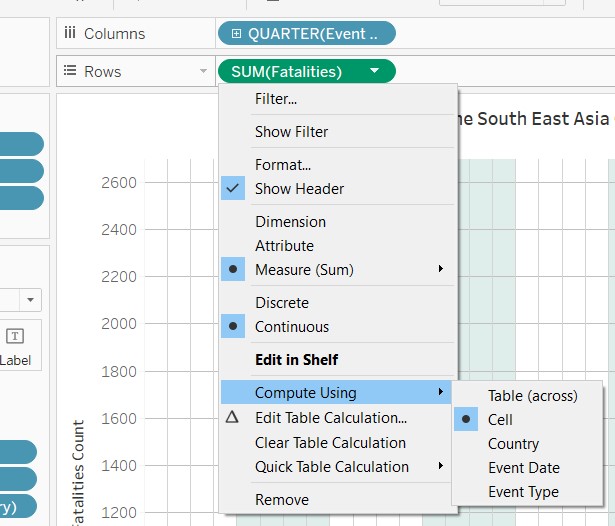 Columns
QUARTER(Event ..
Rows
SUM(Fatalities)
Filter...
Show Filter
Format...
Show Header
Dimension
Attribute
Measure (Sum)
Discrete
Continuous
Edit in Shelf
Compute Using
Edit Table Calculation...
Clear Table Calculation
Quick Table Calculation
Remove
Table (across)
Cell
Country
Event Date
Event Type
he South East Asia
2600
2400
2200
2000
1800
1600
1400
1200
Fatalities Count
T
Label
ry)